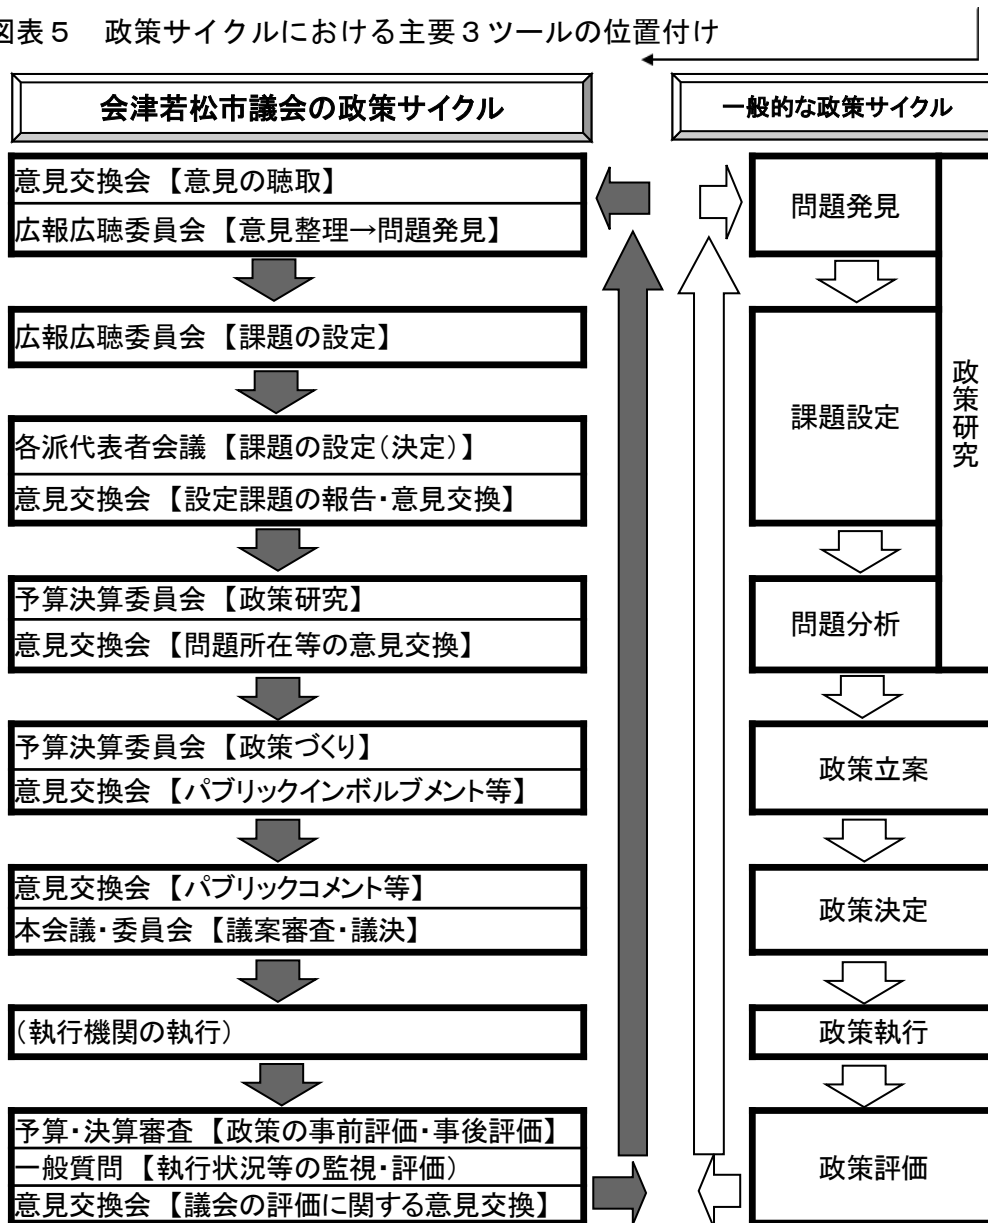 図表５　政策サイクルにおける主要３ツールの位置付け
会津若松市議会の政策サイクル
意見交換会 【意見の聴取】
広報広聴委員会 【意見整理→問題発見】
広報広聴委員会 【課題の設定】
各派代表者会議 【課題の設定(決定)】
意見交換会 【設定課題の報告・意見交換】
予算決算委員会 【政策研究】
意見交換会 【問題所在等の意見交換】
予算決算委員会 【政策づくり】
意見交換会 【パブリックインボルブメント等】
意見交換会 【パブリックコメント等】
本会議・委員会 【議案審査・議決】
(執行機関の執行)
予算・決算審査 【政策の事前評価・事後評価】
一般質問 【執行状況等の監視・評価)
意見交換会 【議会の評価に関する意見交換】
一般的な政策サイクル
問題発見
課題設定
問題分析
政策研究
政策立案
政策決定
政策執行
政策評価